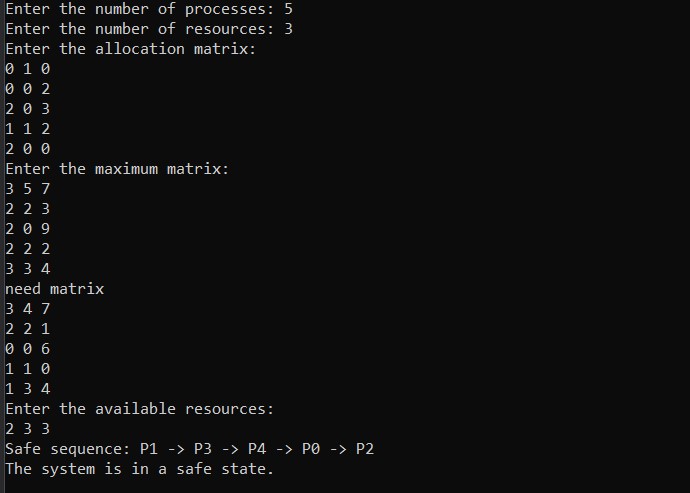 Enter the number of processes: 5
Enter the number of resources: 3
Enter the allocation matrix:
0 1 0
0 0 2
2 0 3
1 1 2
2 0 0
Enter the maximum matrix:
3 5 7
2 2 3
2 0 9
2 2 2
3 3 4
need matrix
3 4 7
2 2 1
0 0 6
1 1 0
1 3 4
Enter the available resources:
2 3 3
Safe sequence: P1 -> P3 -> P4 -> P0 -> P2
The system is in a safe state.